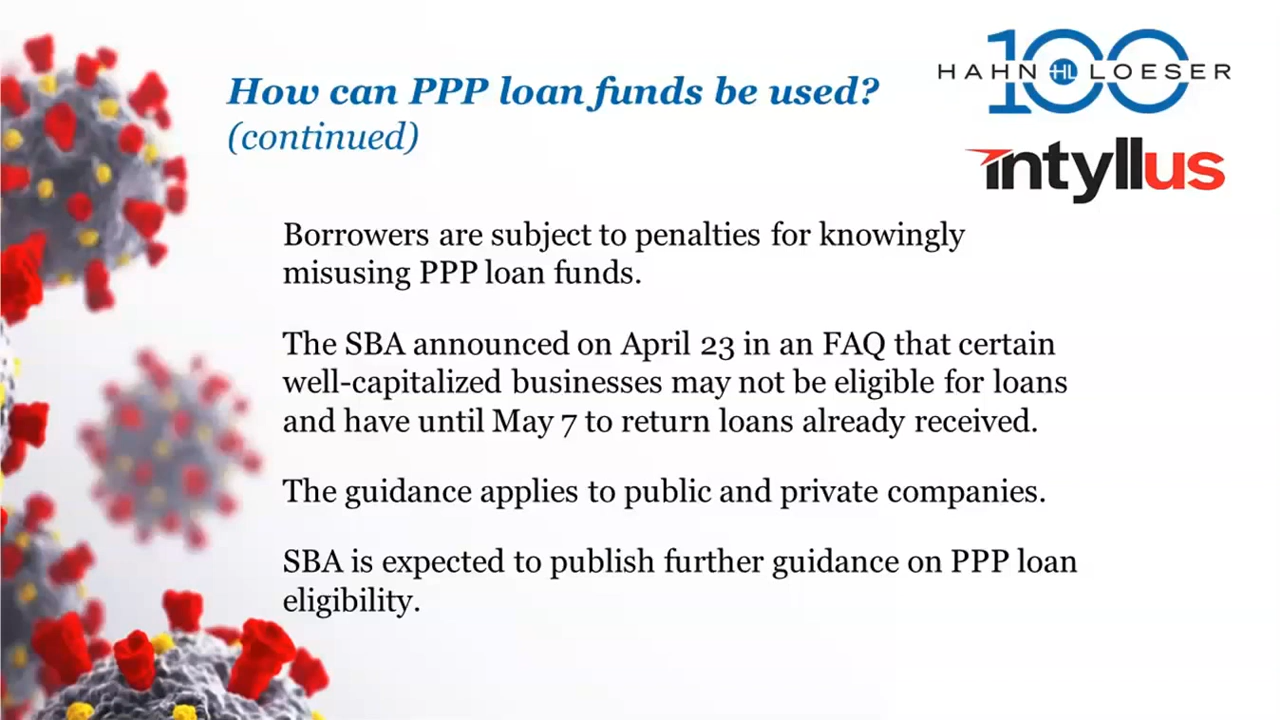 How can PPP loan funds be used?
(continued)
100
HAHN HL LOESER
intyllus
Borrowers are subject to penalties for knowingly
misusing PPP loan funds.
The SBA announced on April 23 in an FAQ that certain
well-capitalized businesses may not be eligible for loans
and have until May 7 to return loans already received.
The guidance applies to public and private companies.
SBA is expected to publish further guidance on PPP loan
eligibility.